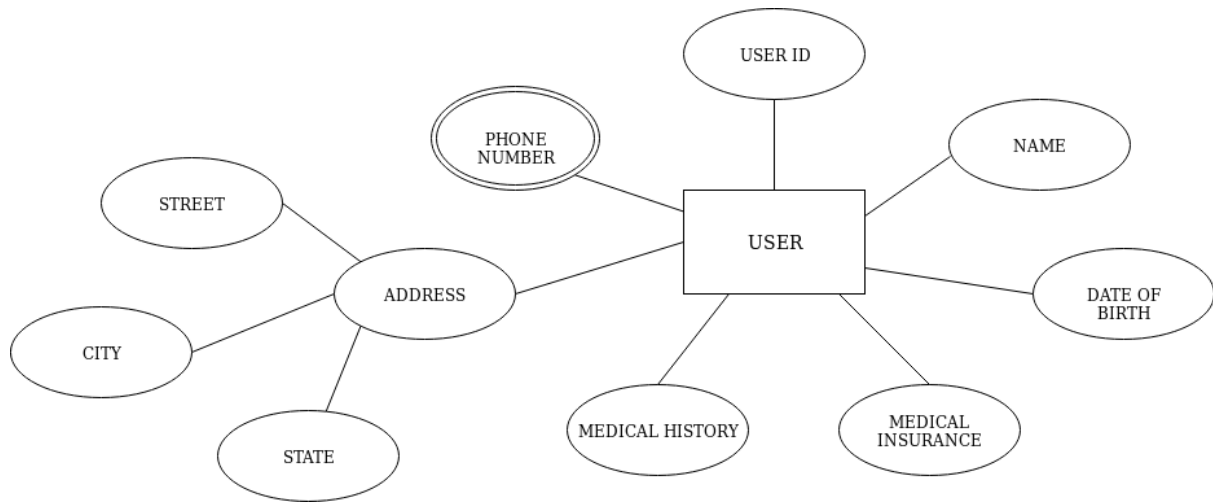 USER ID
PHONE
NUMBER
NAME
STREET
USER
ADDRESS
DATE OF
BIRTH
CITY
MEDICAL HISTORY
MEDICAL
INSURANCE
STATE